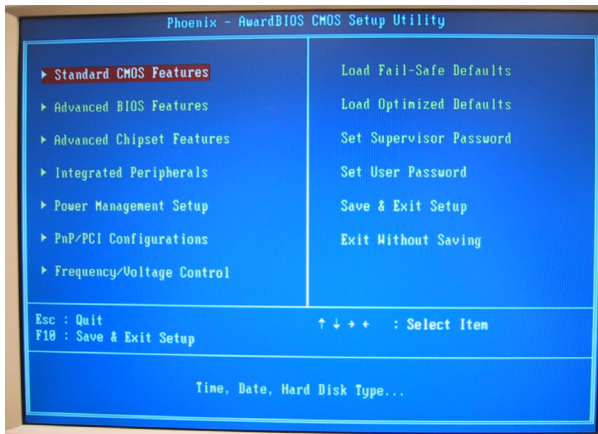 Phoenix - AwardBIOS CMOS Setup Utility
▸ Standard CMOS Features
▸ Advanced BIOS Features
▸ Advanced Chipset Features
▸ Integrated Peripherals
▸ Power Management Setup
▸ PnP/PCI Configurations
▸ Frequency/Voltage Control
Load Fail-Safe Defaults
Load Optimized Defaults
Set Supervisor Password
Set User Password
Save & Exit Setup
Exit Without Saving
Esc : Quit
F10 : Save & Exit Setup
↑ ↓ → ← : Select Item
Time, Date, Hard Disk Type...